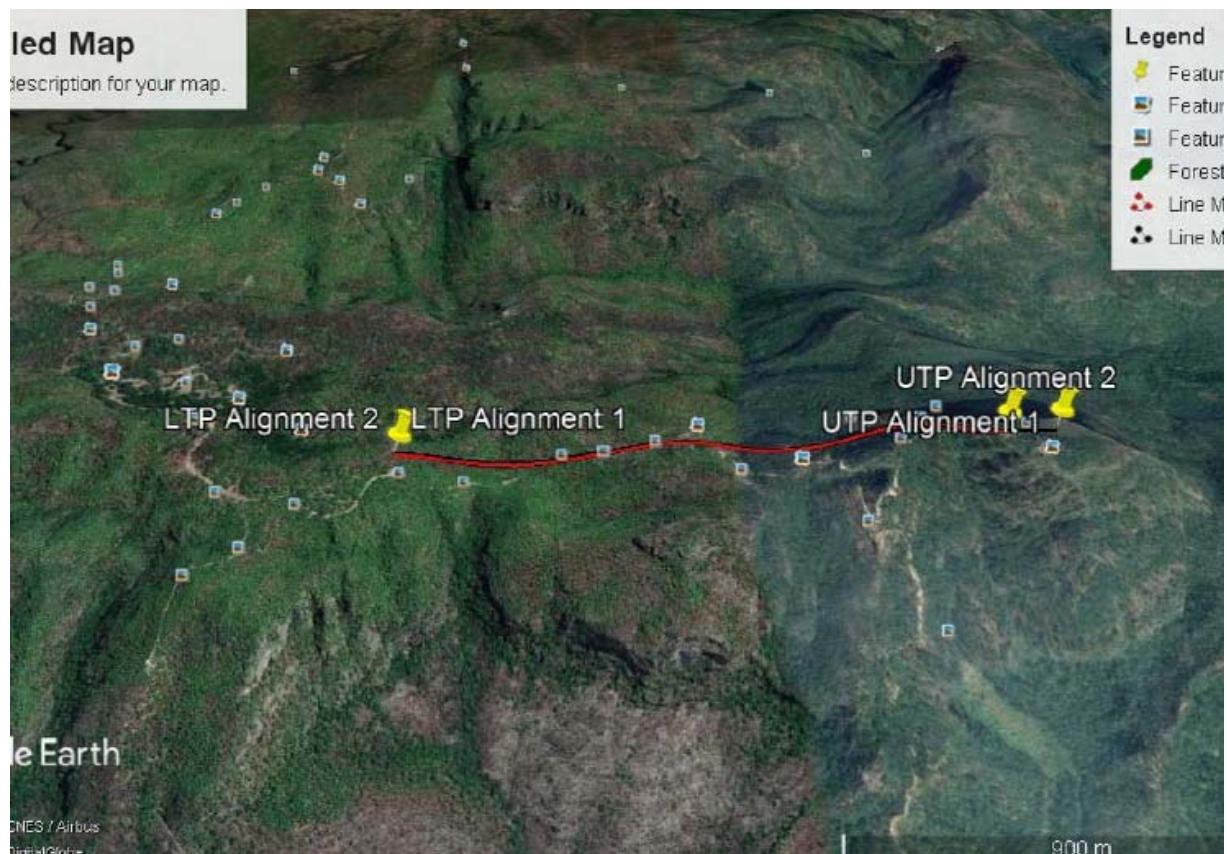 led Map
description for your map.
Legend
Featur
Featur
Featur
Forest
Line M
Line M
UTP Alignment 2
LTP Alignment 2
LTP Alignment 1
UTP Alignment 1
le Earth
CNES / Airbus
DigitalGlobe
900 m